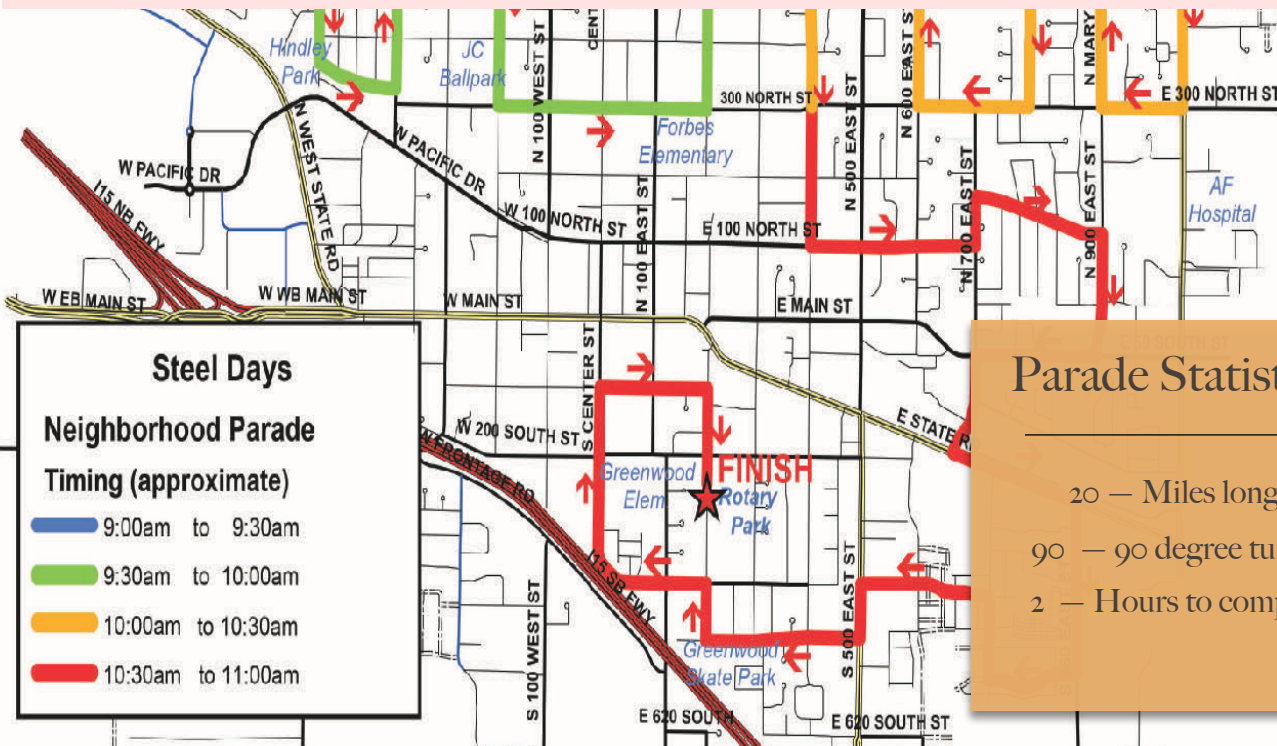 Hindley
Park
JC
Ballpark
N 100 WEST ST
CENT
300 NORTH ST
N 500 EAST ST
N 600 EAST S
N MARY
E 300 NORTH ST
Forbes
Elementary
W PACIFIC DR
N WEST STATE RD
W PACIFIC DR
I15 NB FWY
W 100 NORTH ST
N 100 EAST ST
E 100 NORTH ST
N 700 EAST ST
N 900 EAST ST
AF
Hospital
W EB MAIN ST
W WB MAIN ST
W MAIN ST
E MAIN ST
Steel Days
Neighborhood Parade
Timing (approximate)
9:00am to 9:30am
9:30am to 10:00am
10:00am to 10:30am
10:30am to 11:00am
S CENTER ST
W 200 SOUTH ST
W FRONTAGE RD
E STATE R
Greenwood
Elem
FINISH
Rotary
Park
I15 SB FWY
S 100 WEST ST
S 500 EAST ST
Greenwood
Skate Park
E 620 SOUTH
E 620 SOUTH ST
Parade Statist
20 – Miles long
90 – 90 degree tu
2 – Hours to comp